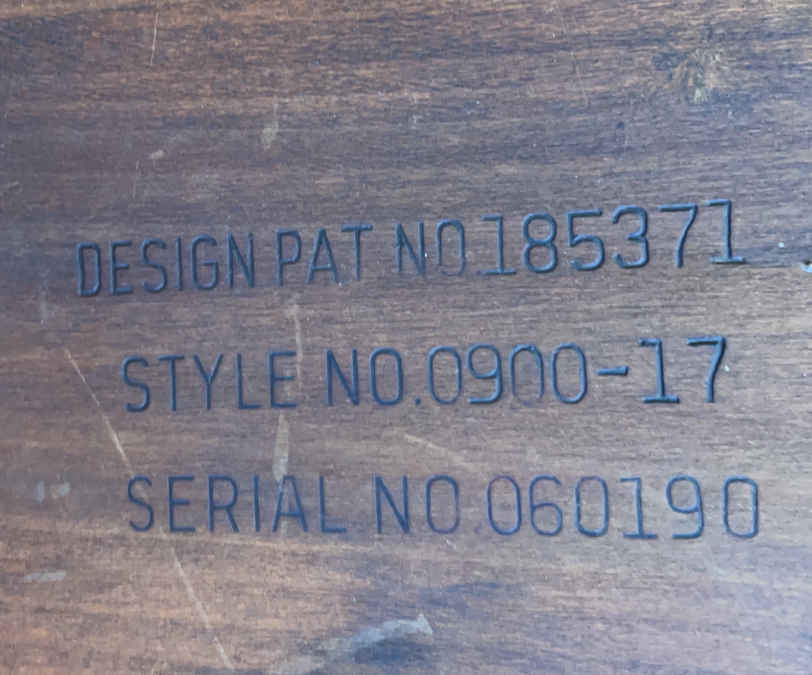 DESIGN PAT NO.185371
STYLE NO.0900-17
SERIAL NO.060190